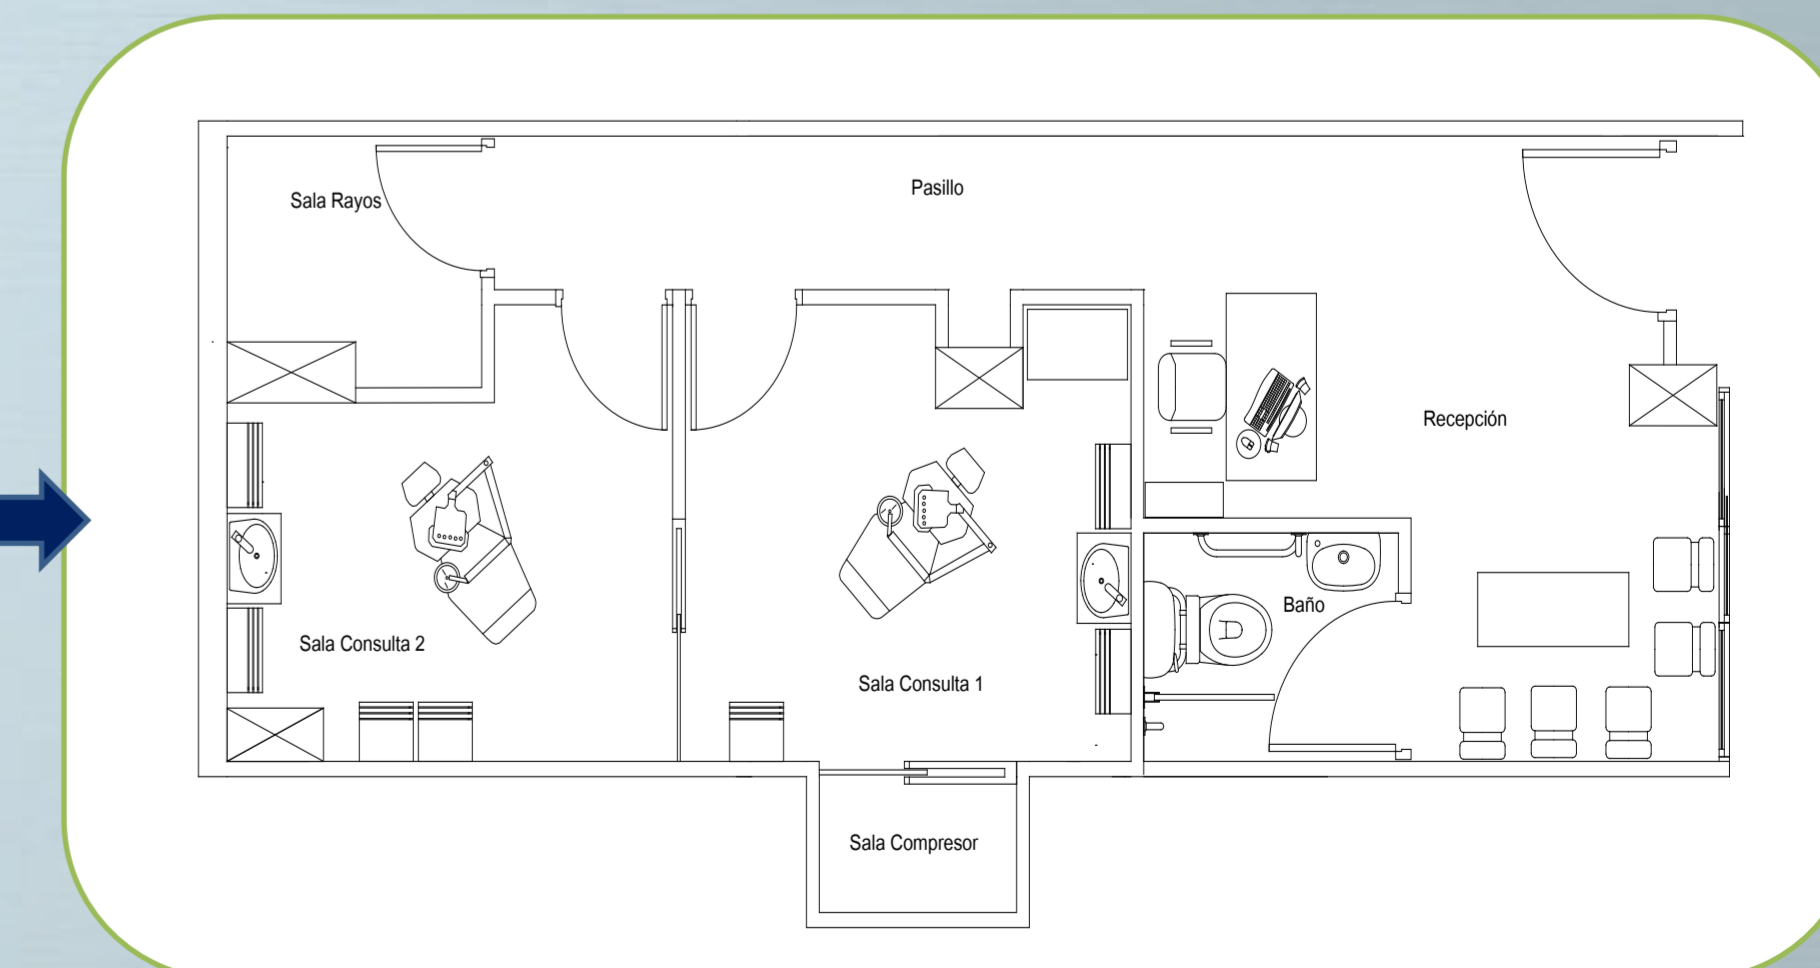 Pasillo
Sala Rayos
Recepción
Baño
Sala Consulta 2
Sala Consulta 1
Sala Compresor